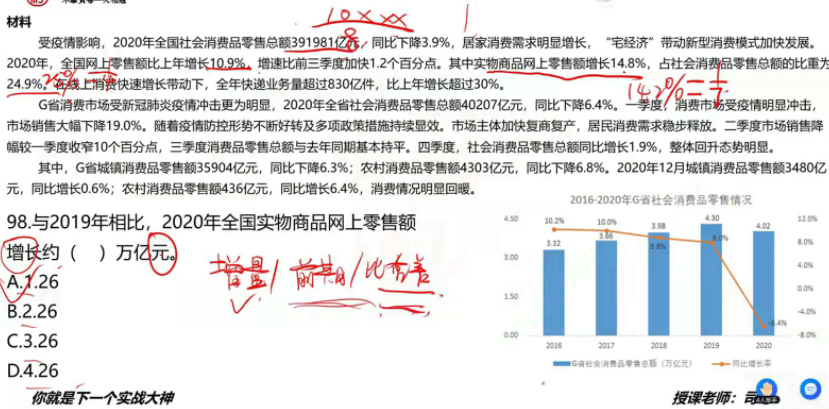 材料
受疫情影响，2020年全国社会消费品零售总额391981亿元，同比下降3.9%，居家消费需求明显增长，“宅经济”带动新型消费模式加快发展。
2020年，全国网上零售额比上年增长10.9%，增速比前三季度加快1.2个百分点。其中实物商品网上零售额增长14.8%，占社会消费品零售总额的比重为
24.9%。在线上消费快速增长带动下，全年快递业务量超过830亿件，比上年增长超过30%。
G省消费市场受新冠肺炎疫情冲击更为明显，2020年全省社会消费品零售总额40207亿元，同比下降6.4%。一季度，消费市场受疫情明显冲击，
市场销售大幅下降19.0%。随着疫情防控形势不断好转及多项政策措施持续显效。市场主体加快复商复产，居民消费需求稳步释放。二季度市场销售降
幅较一季度收窄10个百分点，三季度消费品零售总额与去年同期基本持平。四季度，社会消费品零售总额同比增长1.9%，整体回升态势明显。
其中，G省城镇消费品零售额35904亿元，同比下降6.3%；农村消费品零售额4303亿元，同比下降6.8%。2020年12月城镇消费品零售额3480亿
元，同比增长0.6%；农村消费品零售额436亿元，同比增长6.4%，消费情况明显回暖。
98.与2019年相比，2020年全国实物商品网上零售额
增长约（ ）万亿元。
A.1.26
B.2.26
C.3.26
D.4.26
增量/前期/比重差
10×××
8
25%
142%=1/7
2016-2020年G省社会消费品零售情况
4.50
3.00
1.50
0.00
12.0%
8.0%
4.0%
0.0%
-4.0%
-8.0%
10.2%
10.0%
8.8%
8.0%
-6.4%
3.32
3.66
3.98
4.30
4.02
2016
2017
2018
2019
2020
G省社会消费品零售总额（万亿元）
同比增长率
你就是下一个实战大神
授课老师：司